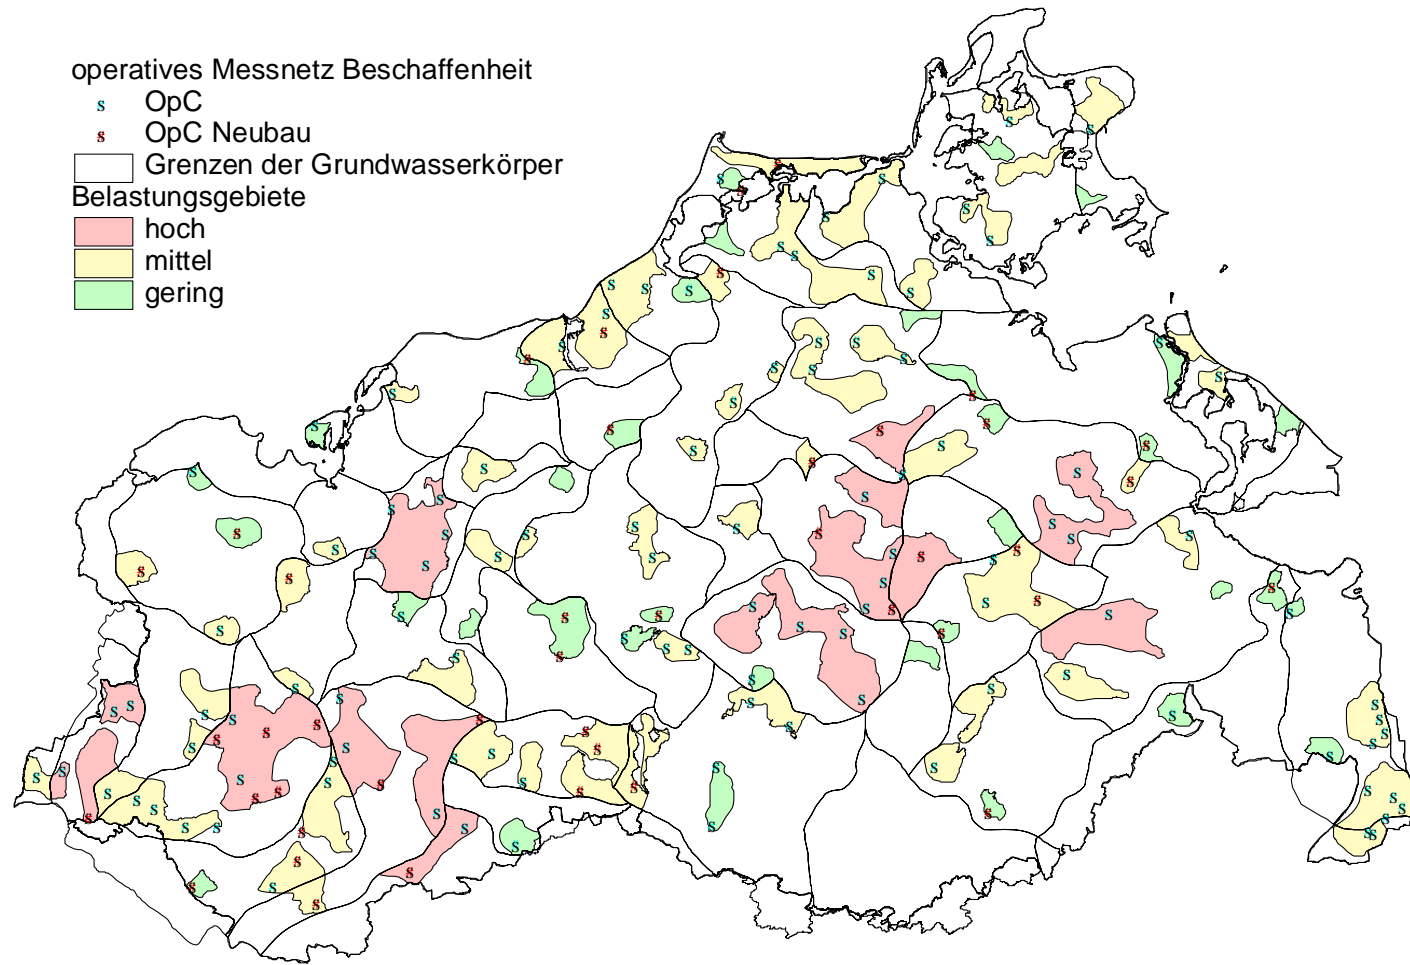 operatives Messnetz Beschaffenheit
s OpC
s OpC Neubau
Grenzen der Grundwasserkörper
Belastungsgebiete
hoch
mittel
gering